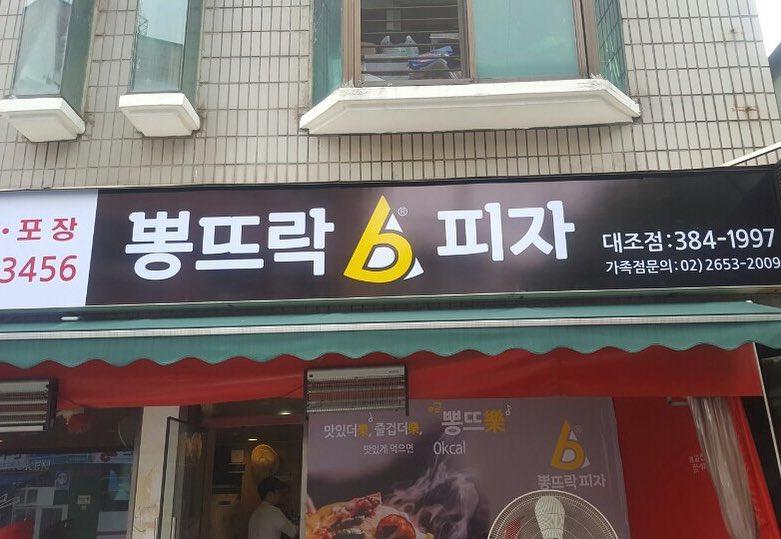 · 포장
3456
뽕뜨락 b® 피자
대조점:384-1997
가족점문의:02)2653-2009
맛있더樂, 즐겁더樂,
뽕뜨樂
맛있게 먹으면
0kcal
b
뽕뜨락피자